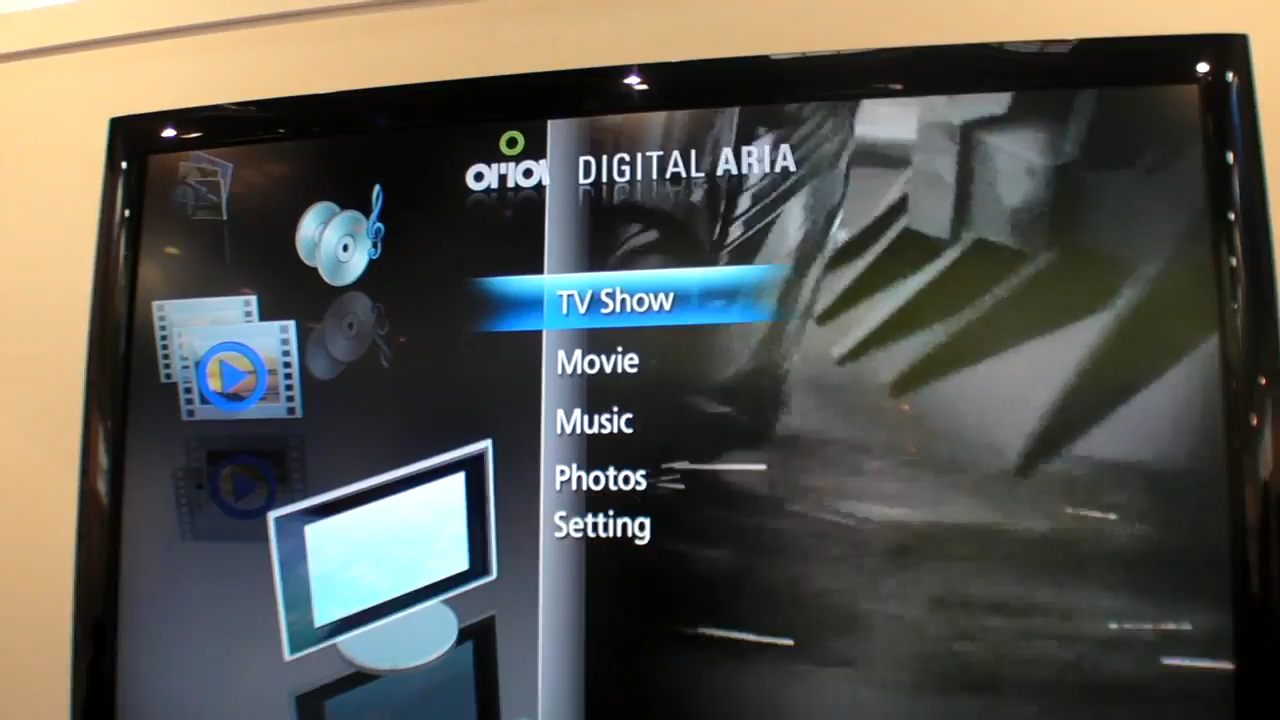 DIGITAL ARIA
TV Show
Movie
Music
Photos
Setting